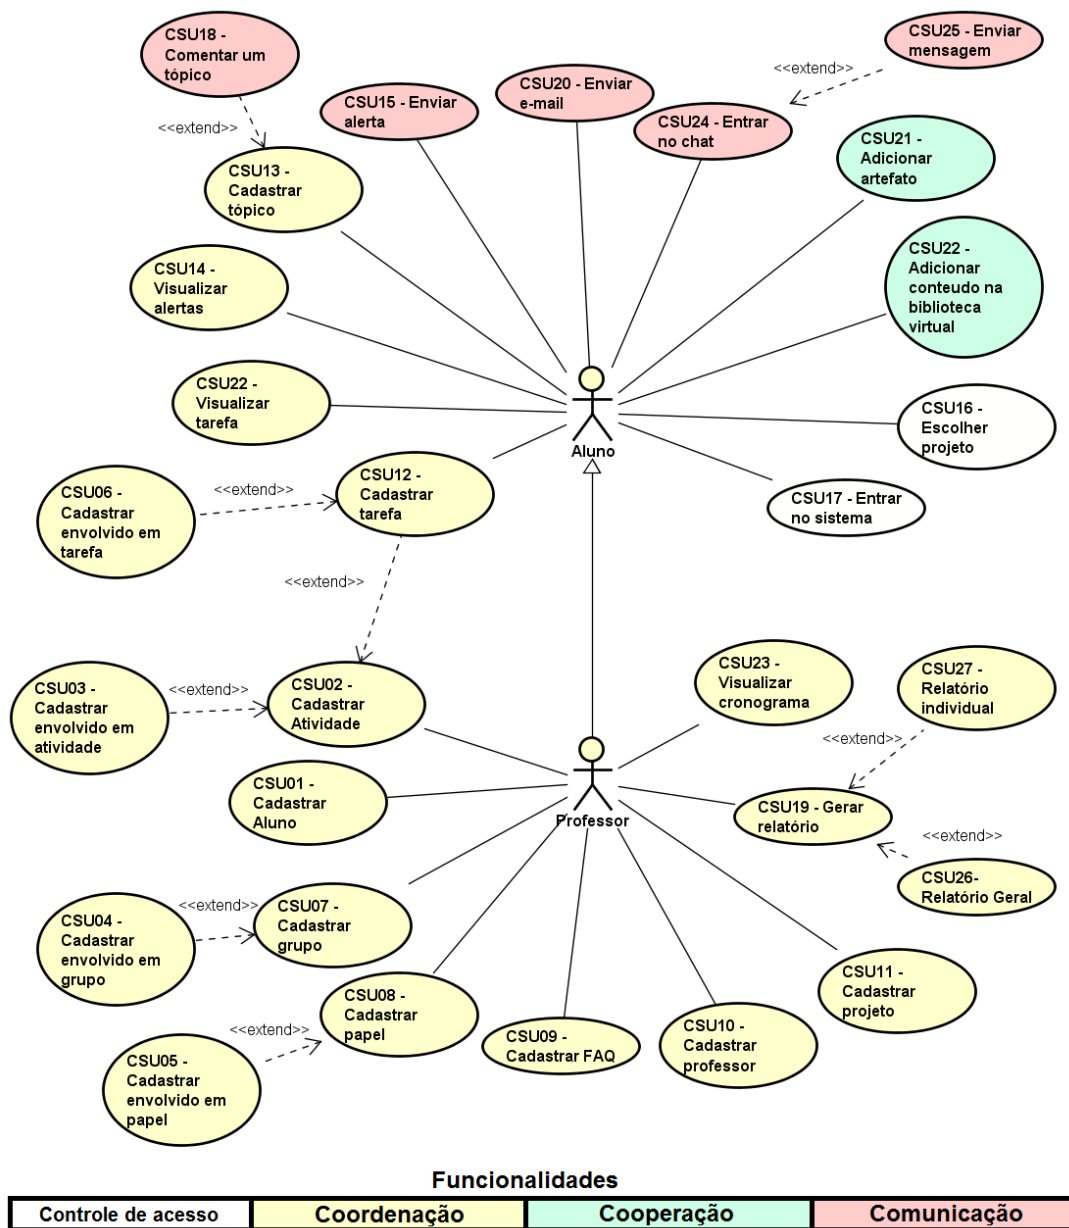 CSU18 -
Comentar um
tópico
<<extend>>
CSU15 - Enviar
alerta
CSU20 - Enviar
e-mail
<<extend>>
CSU25 - Enviar
mensagem
CSU24 - Entrar
no chat
CSU13 -
Cadastrar
tópico
CSU21 -
Adicionar
artefato
CSU14 -
Visualizar
alertas
CSU22 -
Adicionar
conteudo na
biblioteca
virtual
CSU22 -
Visualizar
tarefa
Aluno
CSU16 -
Escolher
projeto
CSU06 -
Cadastrar
envolvido em
tarefa
<<extend>>
CSU12 -
Cadastrar
tarefa
CSU17 - Entrar
no sistema
<<extend>>
CSU03 -
Cadastrar
envolvido em
atividade
<<extend>>
CSU02 -
Cadastrar
Atividade
CSU23 -
Visualizar
cronograma
CSU27 -
Relatório
individual
<<extend>>
CSU01 -
Cadastrar
Aluno
Professor
CSU19 - Gerar
relatório
<<extend>>
CSU26-
Relatório Geral
CSU04 -
Cadastrar
envolvido em
grupo
<<extend>>
CSU07 -
Cadastrar
grupo
CSU11 -
Cadastrar
projeto
CSU08 -
Cadastrar
papel
<<extend>>
CSU05 -
Cadastrar
envolvido em
papel
CSU09 -
Cadastrar FAQ
CSU10 -
Cadastrar
professor
Funcionalidades
Controle de acesso
Coordenação
Cooperação
Comunicação